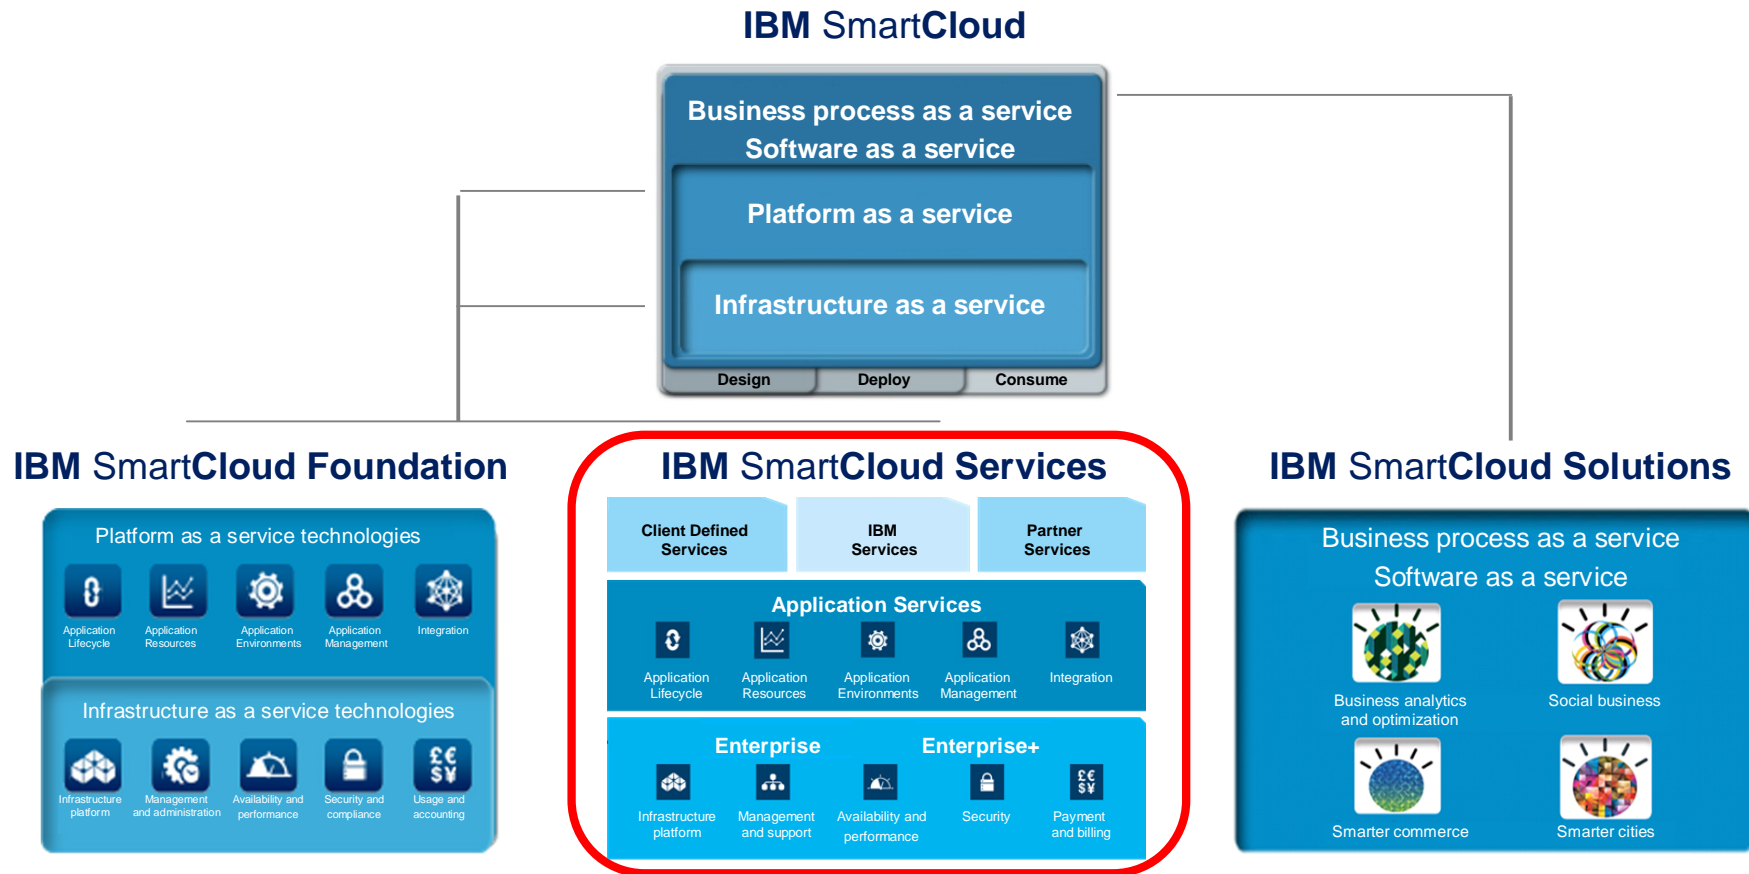 IBM SmartCloud
Business process as a service
Software as a service
Platform as a service
Infrastructure as a service
Design
Deploy
Consume
IBM SmartCloud Foundation
Platform as a service technologies
Application
Lifecycle
Application
Resources
Application
Environments
Application
Management
Integration
Infrastructure as a service technologies
Infrastructure
platform
Management
and administration
Availability and
performance
Security and
compliance
£€
$¥
Usage and
accounting
IBM SmartCloud Services
Client Defined
Services
IBM
Services
Partner
Services
Application Services
Application
Lifecycle
Application
Resources
Application
Environments
Application
Management
Integration
Enterprise
Enterprise+
Infrastructure
platform
Management
and support
Availability and
performance
Security
£€
$¥
Payment
and billing
IBM SmartCloud Solutions
Business process as a service
Software as a service
Business analytics
and optimization
Social business
Smarter commerce
Smarter cities